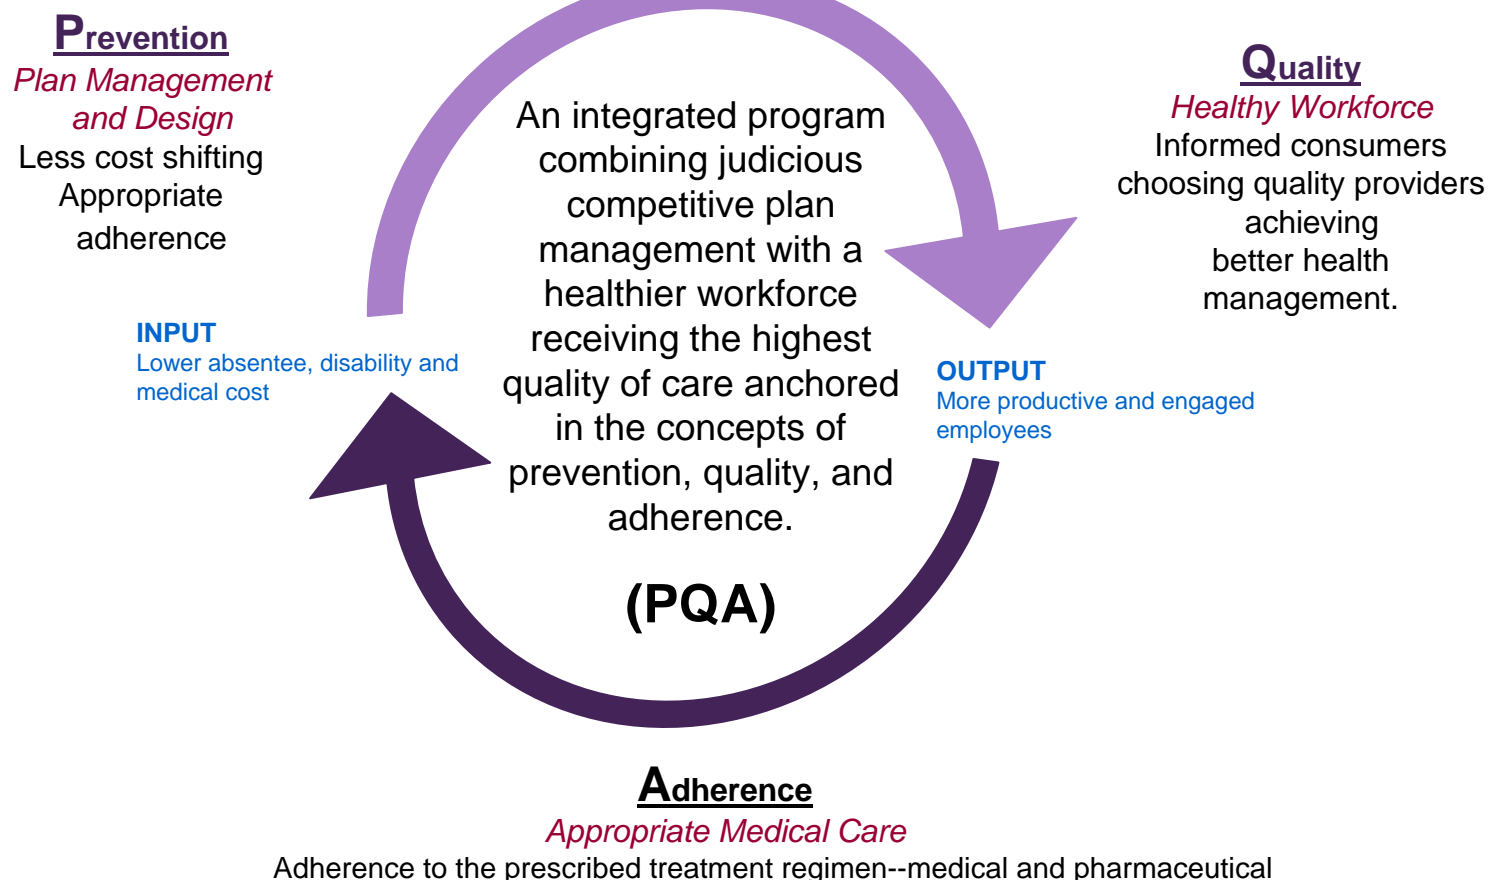 Prevention
Plan Management
and Design
Less cost shifting
Appropriate
adherence
INPUT
Lower absentee, disability and
medical cost
An integrated program
combining judicious
competitive plan
management with a
healthier workforce
receiving the highest
quality of care anchored
in the concepts of
prevention, quality, and
adherence.
(PQA)
Quality
Healthy Workforce
Informed consumers
choosing quality providers
achieving
better health
management.
OUTPUT
More productive and engaged
employees
Adherence
Appropriate Medical Care
Adherence to the prescribed treatment regimen--medical and pharmaceutical